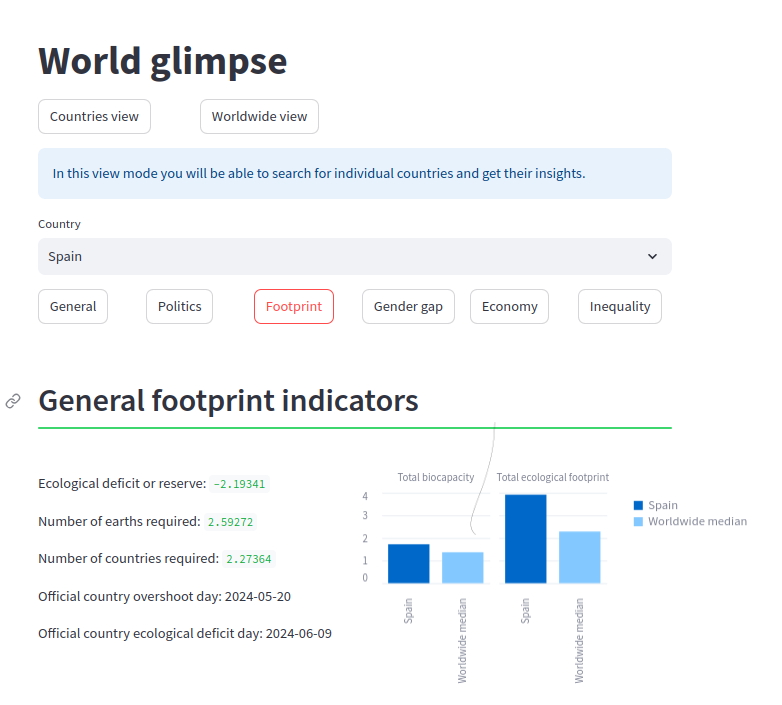 World glimpse
Countries view
Worldwide view
In this view mode you will be able to search for individual countries and get their insights.
Country
Spain
General
Politics
Footprint
Gender gap
Economy
Inequality
General footprint indicators
Ecological deficit or reserve: −2.19341
Number of earths required: 2.59272
Number of countries required: 2.27364
Official country overshoot day: 2024-05-20
Official country ecological deficit day: 2024-06-09
Total biocapacity
Total ecological footprint
4
3
2
1
0
Spain
Worldwide median
Spain
Worldwide median
Spain
Worldwide median